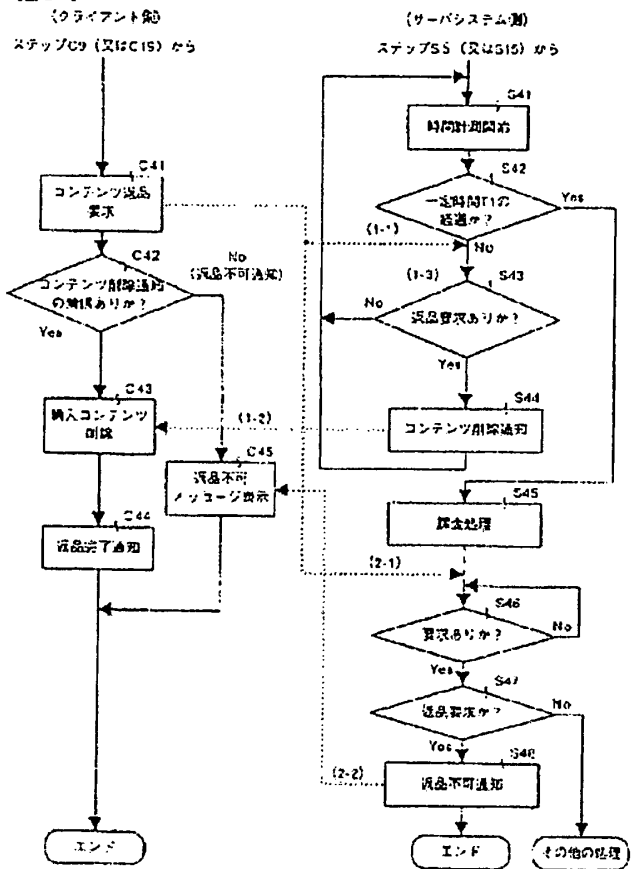 (クライアント側)
ステップC9 (又はC15) から
C41
コンテンツ返品
要求
C42
コンテンツ削除通知
の受信ありか?
No
(返品不可通知)
Yes
C43
購入コンテンツ
削除
C45
返品不可
メッセージ表示
C44
返品完了通知
エンド
(サーバシステム側)
ステップS5 (又はS15) から
S41
時間計測開始
S42
一定時間T1の
経過か?
Yes
(1-1)
No
(1-3)
S43
No
返品要求ありか?
Yes
S44
(1-2)
コンテンツ削除通知
S45
課金処理
(2-1)
S46
要求ありか?
No
Yes
S47
返品要求か?
No
Yes
S48
(2-2)
返品不可通知
エンド
その他の処理